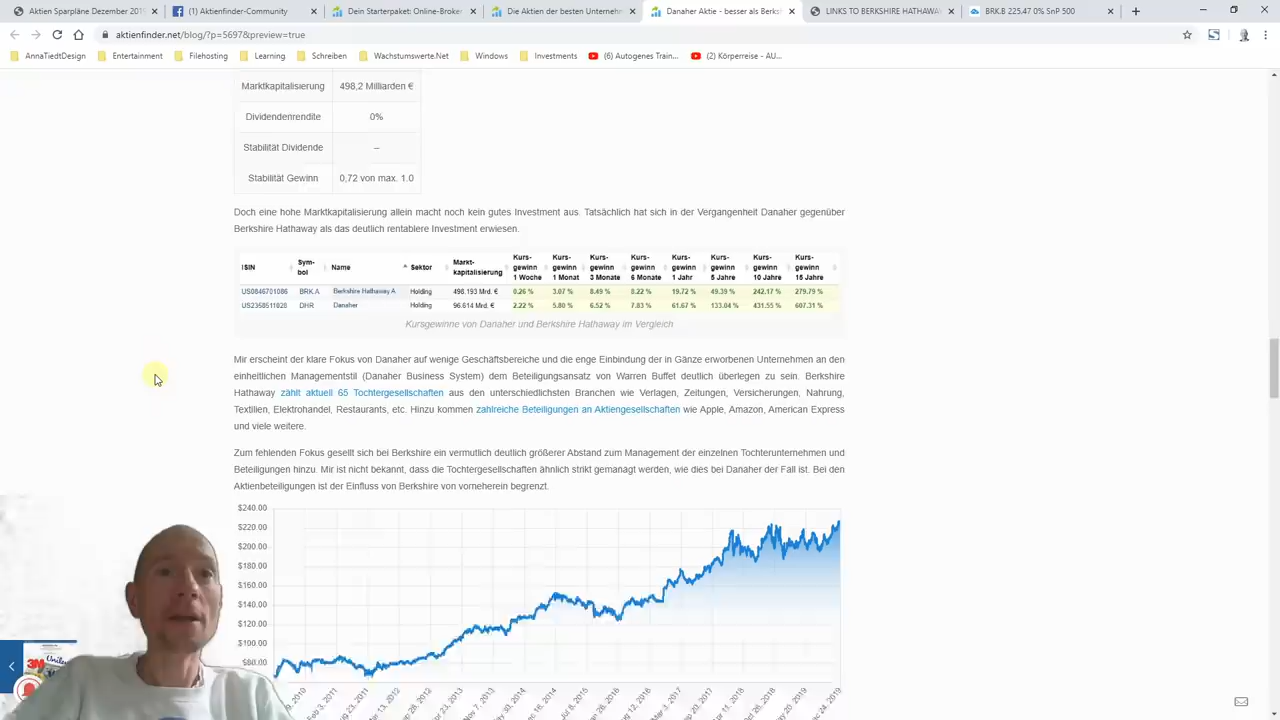 Aktien Sparpläne Dezember 2019
(1) Aktienfinder-Community
Dein Starterpaket: Online-Broker
Die Aktien der besten Unternehm
Danaher Aktie - besser als Berks
LINKS TO BERKSHIRE HATHAWA
BRK.B 225.47 0% SnP 500
aktienfinder.net/blog/?p=5697&preview=true
AnnaTiedtDesign
Entertainment
Filehosting
Learning
Schreiben
Wachstumswerte.Net
Windows
Investments
(6) Autogenes Train...
(2) Körperreise - AU...
Marktkapitalisierung 498,2 Milliarden €
Dividendenrendite 0%
Stabilität Dividende –
Stabilität Gewinn 0,72 von max. 1.0
Doch eine hohe Marktkapitalisierung allein macht noch kein gutes Investment aus. Tatsächlich hat sich in der Vergangenheit Danaher gegenüber
Berkshire Hathaway als das deutlich rentablere Investment erwiesen.
ISIN Sym-bol Name Sektor Markt-kapitalisierung Kurs-gewinn 1 Woche Kurs-gewinn 1 Monat Kurs-gewinn 3 Monate Kurs-gewinn 6 Monate Kurs-gewinn 1 Jahr Kurs-gewinn 5 Jahre Kurs-gewinn 10 Jahre Kurs-gewinn 15 Jahre
US0846701086 BRK.A Berkshire Hathaway A Holding 498.193 Mrd. € 0.26 % 3.07 % 8.49 % 8.22 % 19.72 % 49.39 % 242.17 % 279.79 %
US2358511028 DHR Danaher Holding 96.614 Mrd. € 2.22 % 5.80 % 6.52 % 7.83 % 61.67 % 133.04 % 431.55 % 607.31 %
Kursgewinne von Danaher und Berkshire Hathaway im Vergleich
Mir erscheint der klare Fokus von Danaher auf wenige Geschäftsbereiche und die enge Einbindung der in Gänze erworbenen Unternehmen an den
einheitlichen Managementstil (Danaher Business System) dem Beteiligungsansatz von Warren Buffet deutlich überlegen zu sein. Berkshire
Hathaway zählt aktuell 65 Tochtergesellschaften aus den unterschiedlichsten Branchen wie Verlagen, Zeitungen, Versicherungen, Nahrung,
Textilien, Elektrohandel, Restaurants, etc. Hinzu kommen zahlreiche Beteiligungen an Aktiengesellschaften wie Apple, Amazon, American Express
und viele weitere.
Zum fehlenden Fokus gesellt sich bei Berkshire ein vermutlich deutlich größerer Abstand zum Management der einzelnen Tochterunternehmen und
Beteiligungen hinzu. Mir ist nicht bekannt, dass die Tochtergesellschaften ähnlich strikt gemanagt werden, wie dies bei Danaher der Fall ist. Bei den
Aktienbeteiligungen ist der Einfluss von Berkshire von vorneherein begrenzt.
$240.00
$220.00
$200.00
$180.00
$160.00
$140.00
$120.00
$100.00
$80.00
3M